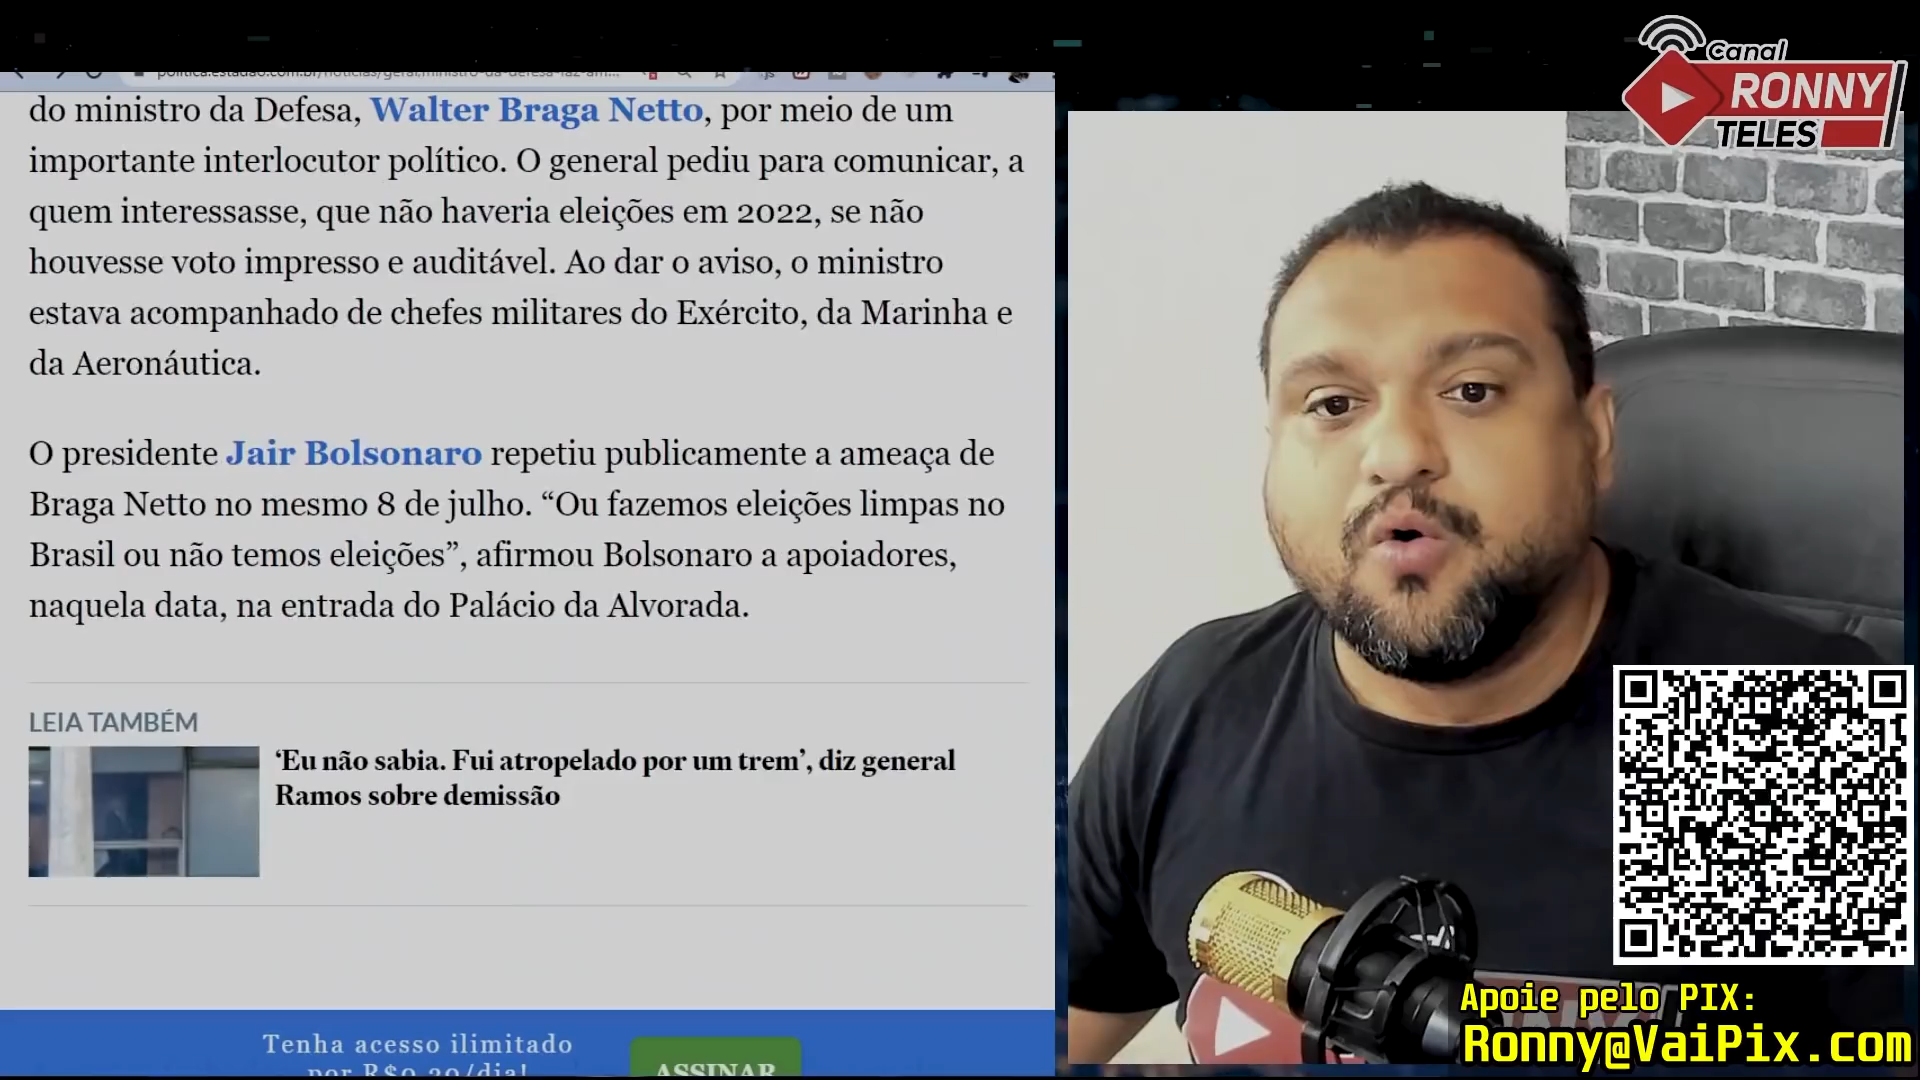 do ministro da Defesa, Walter Braga Netto, por meio de um
importante interlocutor político. O general pediu para comunicar, a
quem interessasse, que não haveria eleições em 2022, se não
houvesse voto impresso e auditável. Ao dar o aviso, o ministro
estava acompanhado de chefes militares do Exército, da Marinha e
da Aeronáutica.
O presidente Jair Bolsonaro repetiu publicamente a ameaça de
Braga Netto no mesmo 8 de julho. “Ou fazemos eleições limpas no
Brasil ou não temos eleições”, afirmou Bolsonaro a apoiadores,
naquela data, na entrada do Palácio da Alvorada.
LEIA TAMBÉM
‘Eu não sabia. Fui atropelado por um trem’, diz general
Ramos sobre demissão
Tenha acesso ilimitado
por R$0,30/dia!
ASSINAR
Canal
RONNY
TELES
Apoie pelo PIX:
Ronny@VaiPix.com